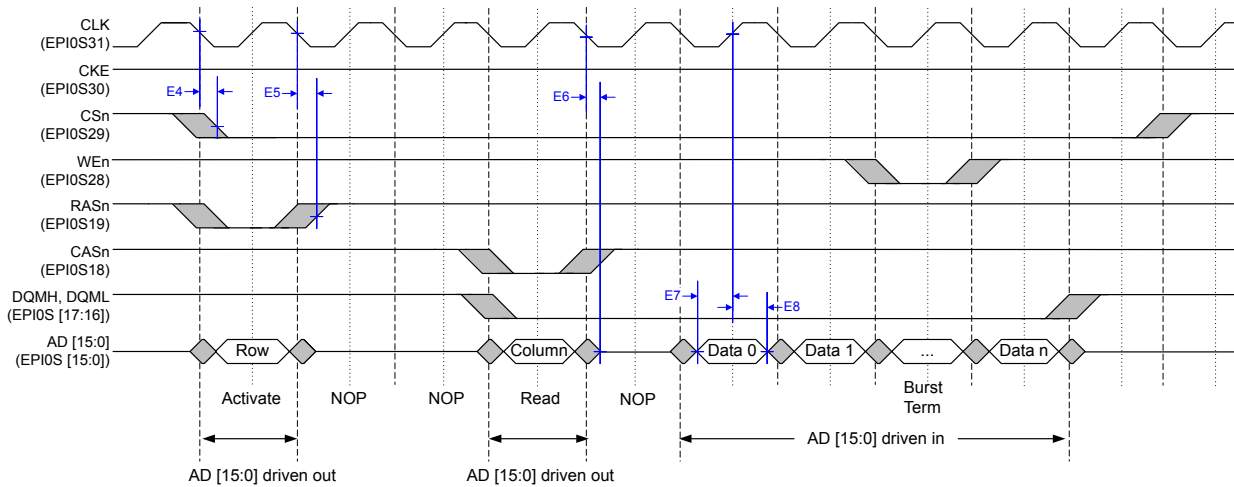 CLK
(EPI0S31)
CKE
(EPI0S30)
E4
E5
E6
CSn
(EPI0S29)
WEn
(EPI0S28)
RASn
(EPI0S19)
CASn
(EPI0S18)
DQMH, DQML
(EPI0S [17:16])
E7
E8
AD [15:0]
(EPI0S [15:0])
Row
Column
Data 0
Data 1
...
Data n
Activate
NOP
NOP
Read
NOP
Burst
Term
AD [15:0] driven in
AD [15:0] driven out
AD [15:0] driven out